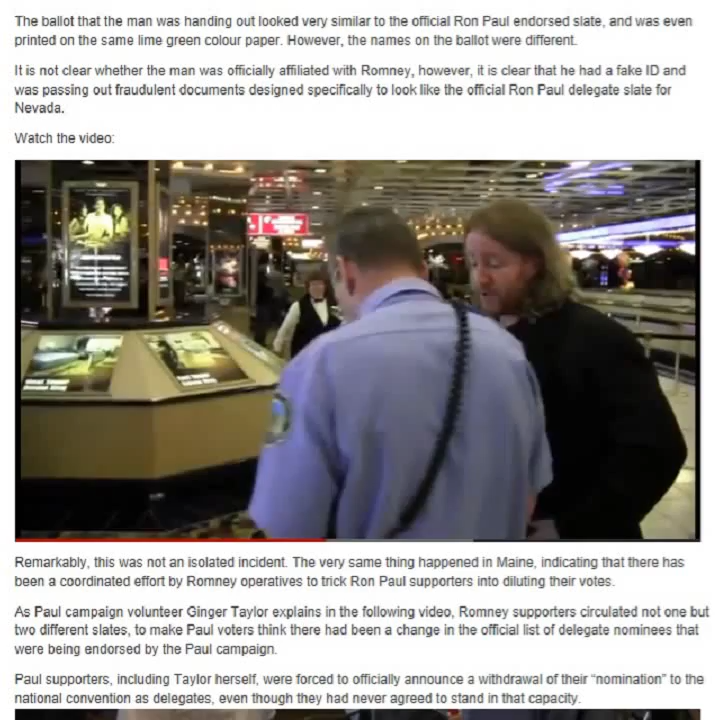 The ballot that the man was handing out looked very similar to the official Ron Paul endorsed slate, and was even
printed on the same lime green colour paper. However, the names on the ballot were different.
It is not clear whether the man was officially affiliated with Romney, however, it is clear that he had a fake ID and
was passing out fraudulent documents designed specifically to look like the official Ron Paul delegate slate for
Nevada.
Watch the video:
Remarkably, this was not an isolated incident. The very same thing happened in Maine, indicating that there has
been a coordinated effort by Romney operatives to trick Ron Paul supporters into diluting their votes.
As Paul campaign volunteer Ginger Taylor explains in the following video, Romney supporters circulated not one but
two different slates, to make Paul voters think there had been a change in the official list of delegate nominees that
were being endorsed by the Paul campaign.
Paul supporters, including Taylor herself, were forced to officially announce a withdrawal of their “nomination” to the
national convention as delegates, even though they had never agreed to stand in that capacity.